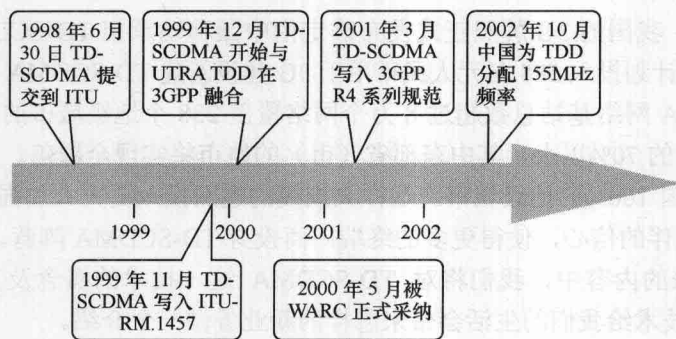 1998 年 6 月
30 日 TD-
SCDMA 提
交到 ITU
1999 年 12 月 TD-
SCDMA 开始与
UTRA TDD 在
3GPP 融合
2001 年 3 月
TD-SCDMA
写入 3GPP
R4 系列规范
2002 年 10 月
中国为 TDD
分配 155MHz
频率
1999
2000
2001
2002
1999 年 11 月 TD-
SCDMA 写入 ITU-
RM.1457
2000 年 5 月被
WARC 正式采纳